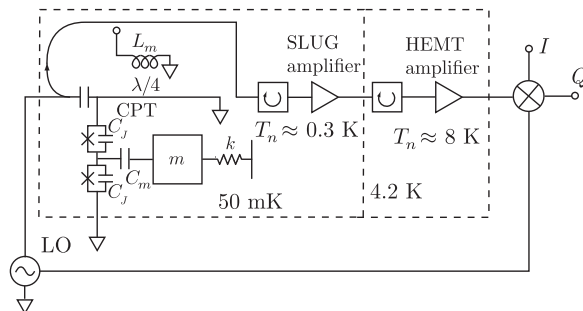 L_m
SLUG
amplifier
HEMT
amplifier
I
Q
λ/4
CPT
C_J
C_J
C_m
m
k
T_n ≈ 0.3 K
T_n ≈ 8 K
50 mK
4.2 K
LO